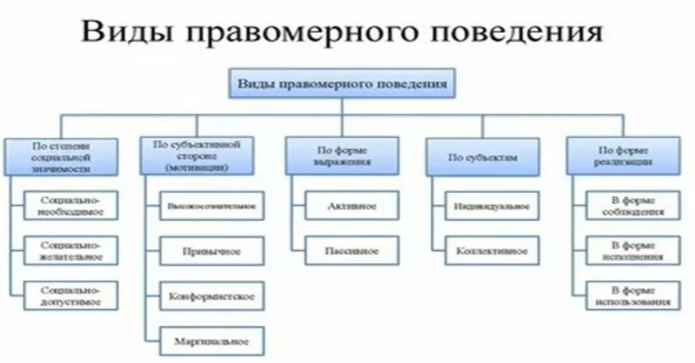 Виды правомерного поведения
Виды правомерного поведения
По степени
социальной
значимости
Социально-
необходимое
Социально-
желательное
Социально-
допустимое
По субъективной
стороне
(мотивации)
Высокосознательное
Привычное
Конформистское
Маргинальное
По форме
выражения
Активное
Пассивное
По субъектам
Индивидуальное
Коллективное
По форме
реализации
В форме
соблюдения
В форме
исполнения
В форме
использования